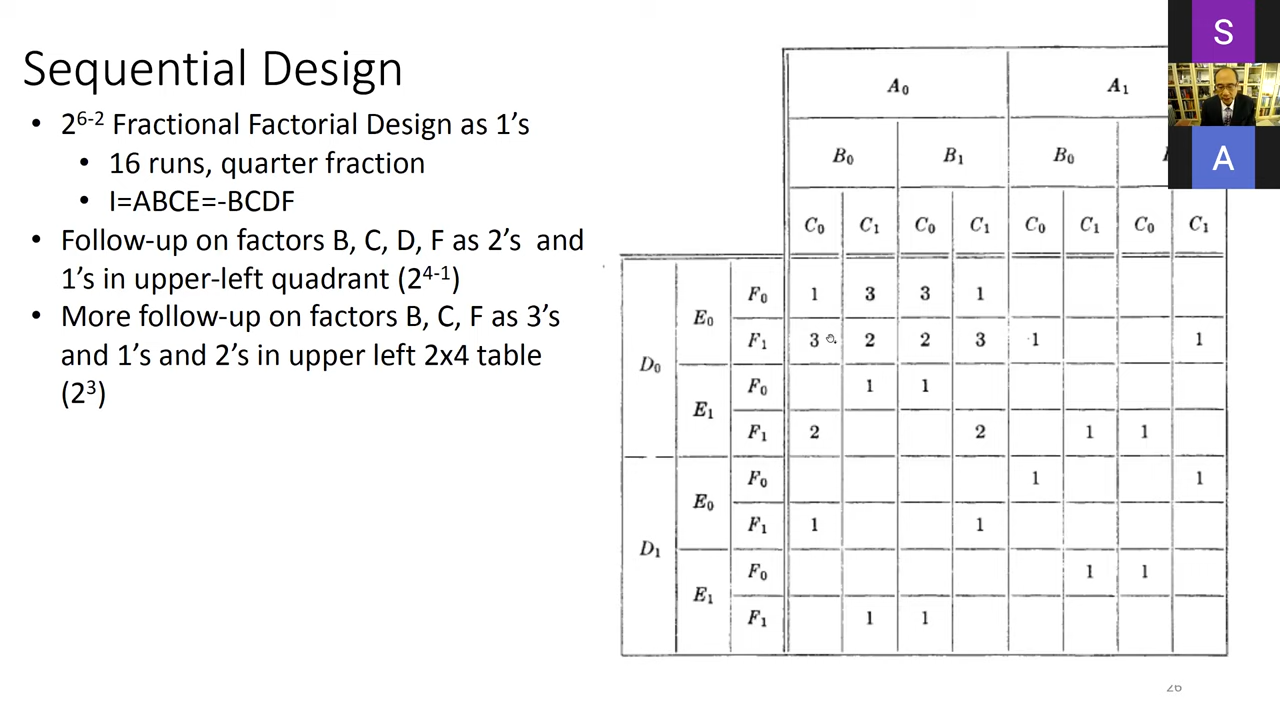 Sequential Design
• 2^6-2 Fractional Factorial Design as 1's
• 16 runs, quarter fraction
• I=ABCE=-BCDF
• Follow-up on factors B, C, D, F as 2's and
1's in upper-left quadrant (2^4-1)
• More follow-up on factors B, C, F as 3's
and 1's and 2's in upper left 2x4 table
(2^3)
A0 A1
B0 B1 B0
C0 C1 C0 C1 C0 C1 C0 C1
D0 E0 F0 1 3 3 1
F1 3 2 2 3 1 1
E1 F0 1 1
F1 2 2 1 1
D1 E0 F0 1 1
F1 1 1
E1 F0 1 1
F1 1 1
S
A
26